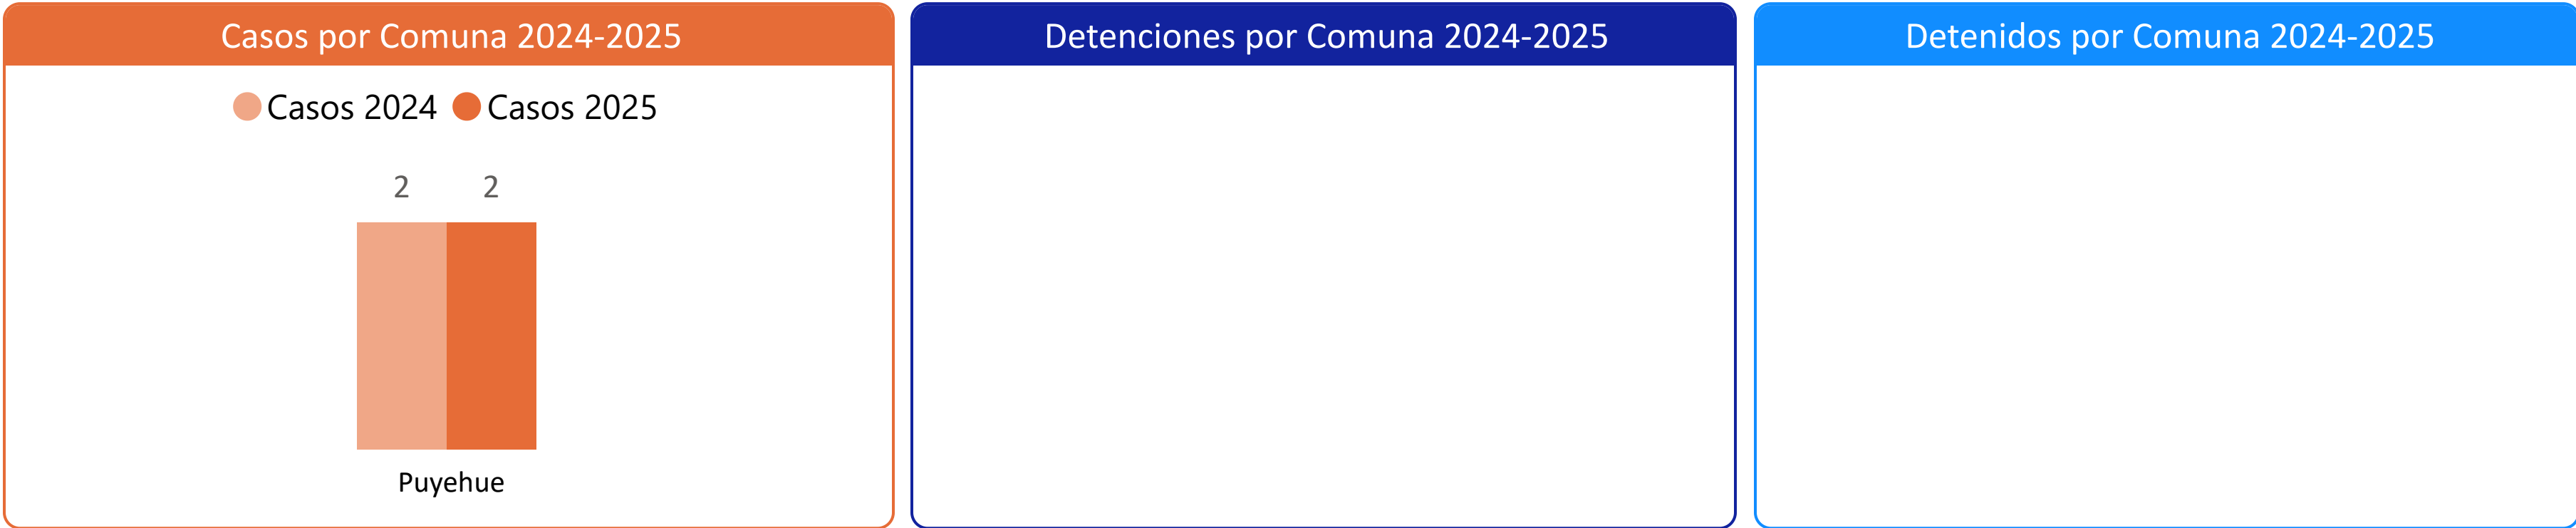 Casos por Comuna 2024-2025
Casos 2024 Casos 2025
2 2
Puyehue
Detenciones por Comuna 2024-2025
Detenidos por Comuna 2024-2025